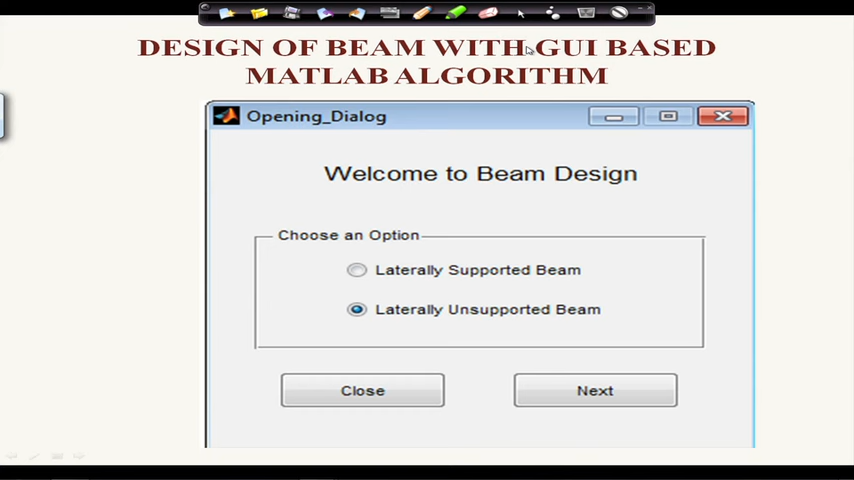 DESIGN OF BEAM WITH GUI BASED
MATLAB ALGORITHM
Opening_Dialog
Welcome to Beam Design
Choose an Option
Laterally Supported Beam
Laterally Unsupported Beam
Close
Next